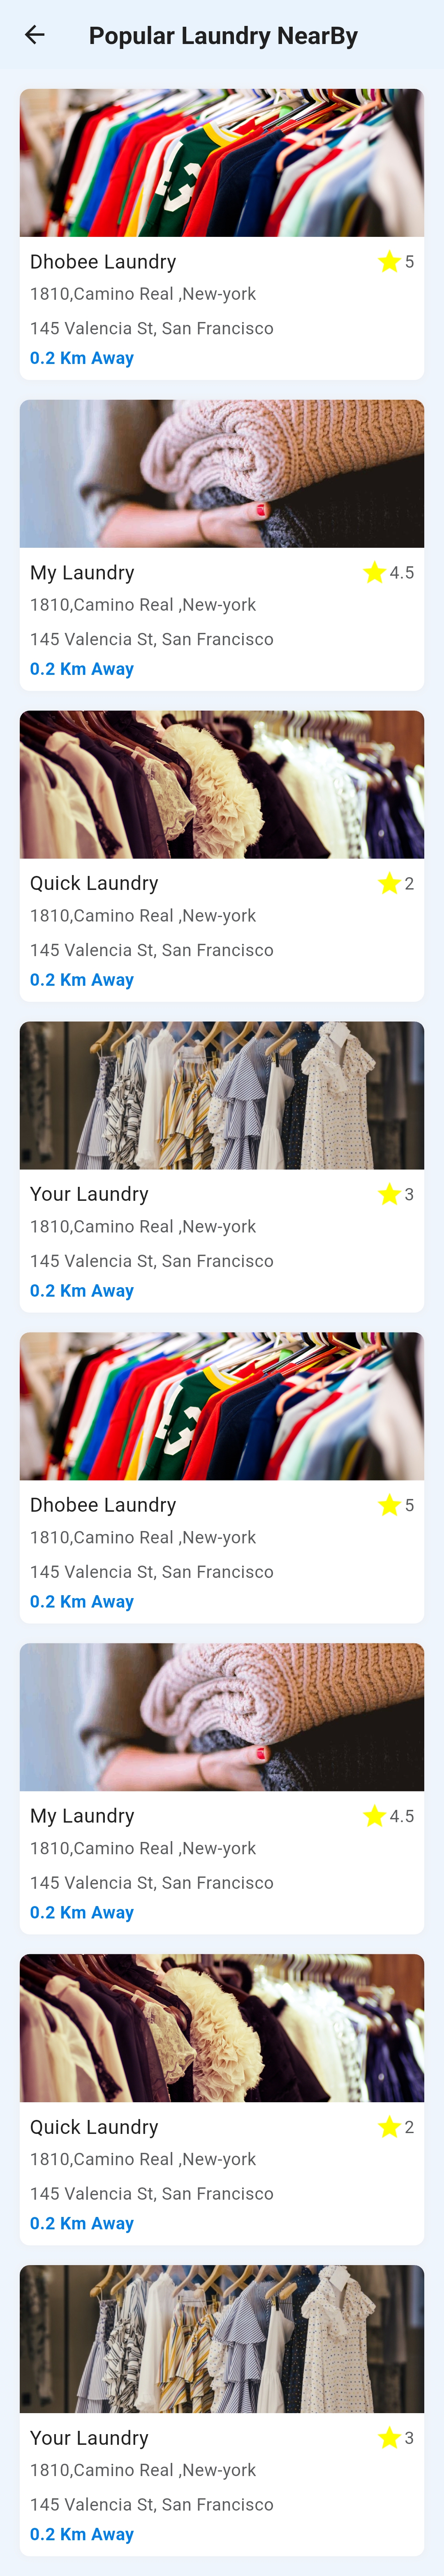 Popular Laundry NearBy
Dhobee Laundry
5
1810,Camino Real ,New-york
145 Valencia St, San Francisco
0.2 Km Away
My Laundry
4.5
1810,Camino Real ,New-york
145 Valencia St, San Francisco
0.2 Km Away
Quick Laundry
2
1810,Camino Real ,New-york
145 Valencia St, San Francisco
0.2 Km Away
Your Laundry
3
1810,Camino Real ,New-york
145 Valencia St, San Francisco
0.2 Km Away
Dhobee Laundry
5
1810,Camino Real ,New-york
145 Valencia St, San Francisco
0.2 Km Away
My Laundry
4.5
1810,Camino Real ,New-york
145 Valencia St, San Francisco
0.2 Km Away
Quick Laundry
2
1810,Camino Real ,New-york
145 Valencia St, San Francisco
0.2 Km Away
Your Laundry
3
1810,Camino Real ,New-york
145 Valencia St, San Francisco
0.2 Km Away